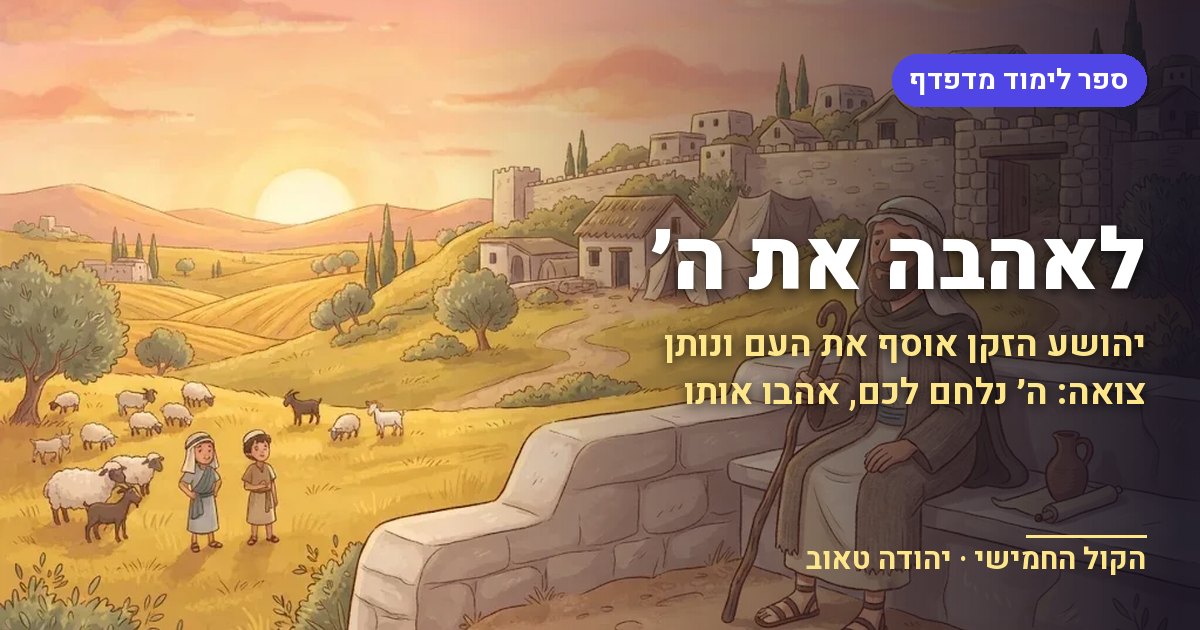 ספר לימוד מדפדף
לאהבה את ה׳
יהושע הזקן אוסף את העם ונותן
צואה: ה׳ נלחם לכם, אהבו אותו
הקול החמישי · יהודה טאוב